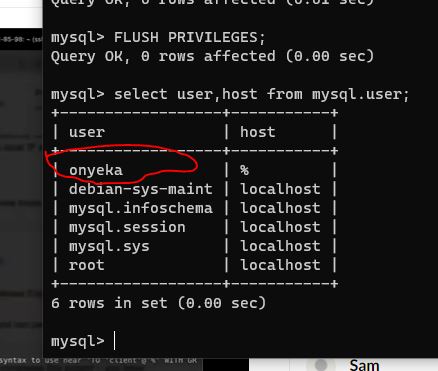 Query OK, 0 rows affected (0.01 sec)
mysql> FLUSH PRIVILEGES;
Query OK, 0 rows affected (0.00 sec)
mysql> select user,host from mysql.user;
+------------------+-----------+
| user             | host      |
+------------------+-----------+
| onyeka           | %         |
| debian-sys-maint | localhost |
| mysql.infoschema | localhost |
| mysql.session    | localhost |
| mysql.sys        | localhost |
| root             | localhost |
+------------------+-----------+
6 rows in set (0.00 sec)
mysql>
syntax to use near 'TO 'client'@'%' WITH GR
Sam